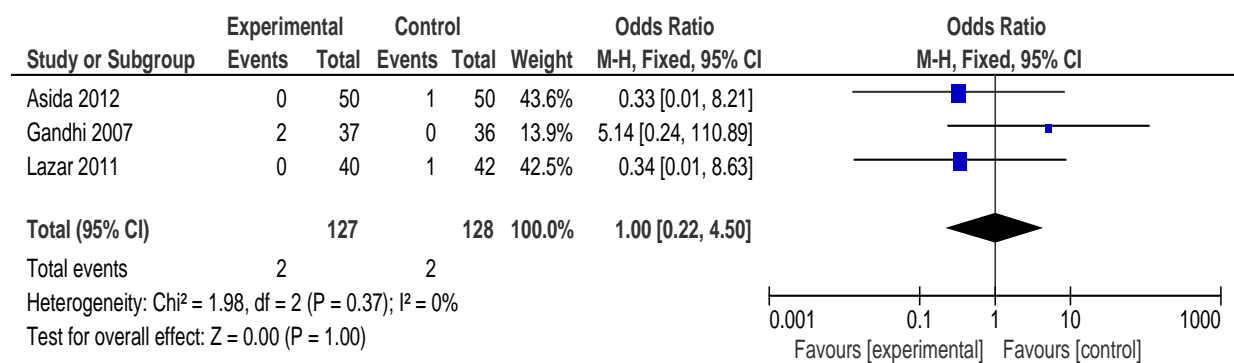 Experimental Control Odds Ratio Odds Ratio
Study or Subgroup Events Total Events Total Weight M-H, Fixed, 95% CI M-H, Fixed, 95% CI
Asida 2012 0 50 1 50 43.6% 0.33 [0.01, 8.21]
Gandhi 2007 2 37 0 36 13.9% 5.14 [0.24, 110.89]
Lazar 2011 0 40 1 42 42.5% 0.34 [0.01, 8.63]
Total (95% CI) 127 128 100.0% 1.00 [0.22, 4.50]
Total events 2 2
Heterogeneity: Chi² = 1.98, df = 2 (P = 0.37); I² = 0%
Test for overall effect: Z = 0.00 (P = 1.00)
0.001 0.1 1 10 1000
Favours [experimental] Favours [control]